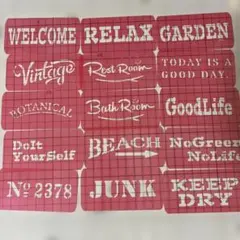 WELCOME
RELAX
GARDEN
Vintage
Rest Room
TODAY IS A
GOOD DAY.
BOTANICAL
Bath Room
GoodLife
DoIt
YourSelf
BEACH
NoGreen
NoLife
No 2378
JUNK
KEEP
DRY